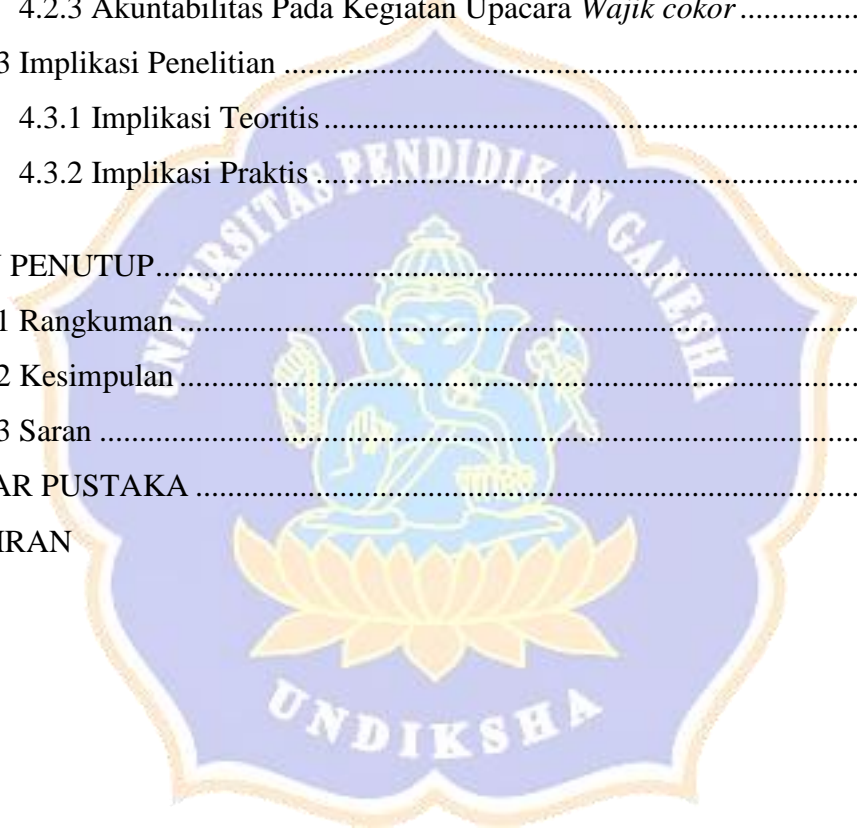 4.2.3 Akuntabilitas Pada Kegiatan Upacara Wajik cokor ..............
3 Implikasi Penelitian ..............................................................................
4.3.1 Implikasi Teoritis ...................................................................
4.3.2 Implikasi Praktis ....................................................................
PENUTUP.........................................................................................
1 Rangkuman ..........................................................................................
2 Kesimpulan ..........................................................................................
3 Saran ....................................................................................................
AR PUSTAKA ...................................................................................
IRAN
UNIVERSITAS PENDIDIKAN GANESHA
UNDIKSHA